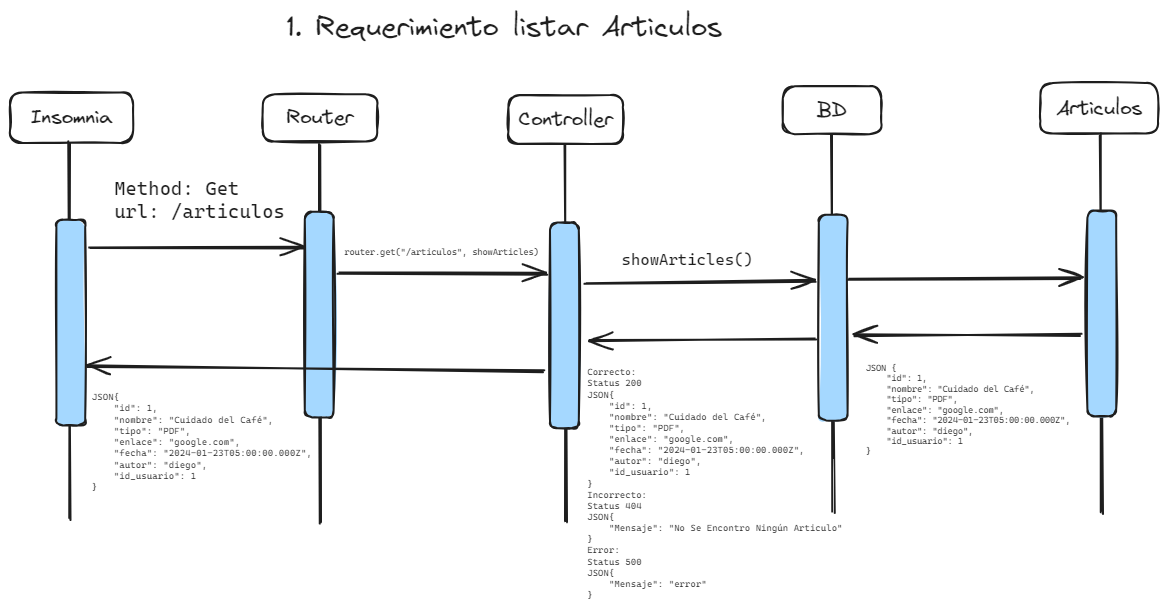 1. Requerimiento listar Articulos
Insomnia
Router
Controller
BD
Articulos
Method: Get
url: /articulos
router.get("/articulos", showArticles)
showArticles()
JSON{
"id": 1,
"nombre": "Cuidado del Café",
"tipo": "PDF",
"enlace": "google.com",
"fecha": "2024-01-23T05:00:00.000Z",
"autor": "diego",
"id_usuario": 1
}
Correcto:
Status 200
JSON{
"id": 1,
"nombre": "Cuidado del Café",
"tipo": "PDF",
"enlace": "google.com",
"fecha": "2024-01-23T05:00:00.000Z",
"autor": "diego",
"id_usuario": 1
}
Incorrecto:
Status 404
JSON{
"Mensaje": "No Se Encontro Ningún Articulo"
}
Error:
Status 500
JSON{
"Mensaje": "error"
}
JSON {
"id": 1,
"nombre": "Cuidado del Café",
"tipo": "PDF",
"enlace": "google.com",
"fecha": "2024-01-23T05:00:00.000Z",
"autor": "diego",
"id_usuario": 1
}